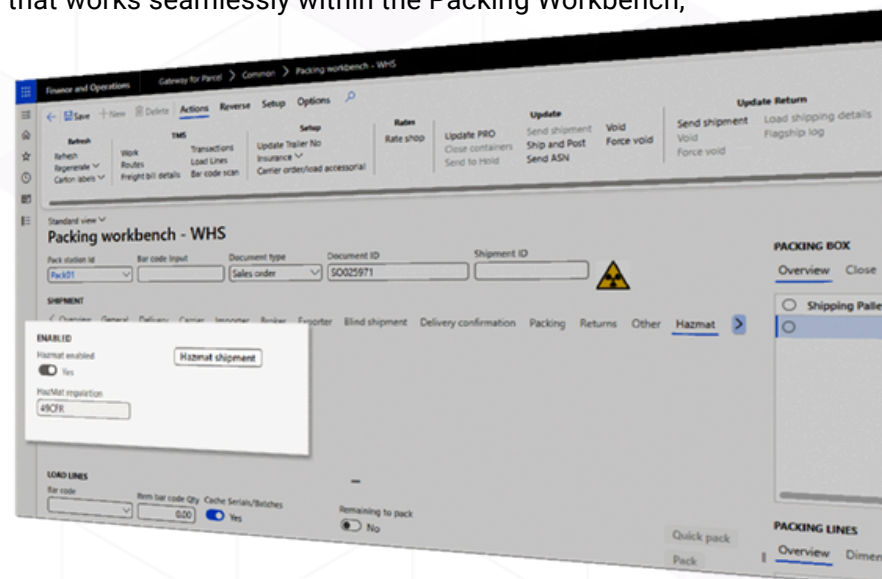 that works seamlessly within the Packing Workbench,
Finance and Operations Gateway for Parcel > Common > Packing workbench - WHS
Save + New Delete Actions Reverse Setup Options
Refresh TMS Setup Rates Update Update Return
Refresh Work Transactions Update Trailer No Rate shop Update PRO Send shipment Void Send shipment Load shipping details
Regenerate Routes Load Lines Insurance Close containers Ship and Post Force void Void Flagship log
Carton labels Freight bill details Bar code scan Carrier order/load accessorial Send to Hold Send ASN Force void
Standard view
Packing workbench - WHS
Pack station Id Bar code input Document type Document ID Shipment ID
Pack01 Sales order SO025971
PACKING BOX
Overview Close
SHIPMENT
Overview General Delivery Carrier Importer Broker Exporter Blind shipment Delivery confirmation Packing Returns Other Hazmat >
Shipping Palle
ENABLED
Hazmat enabled Hazmat shipment
Yes
HazMat regulation
49CFR
LOAD LINES
Bar code Item bar code Qty Cache Serials/Batches Remaining to pack
0.00 Yes No
Quick pack
Pack
PACKING LINES
Overview Dimen